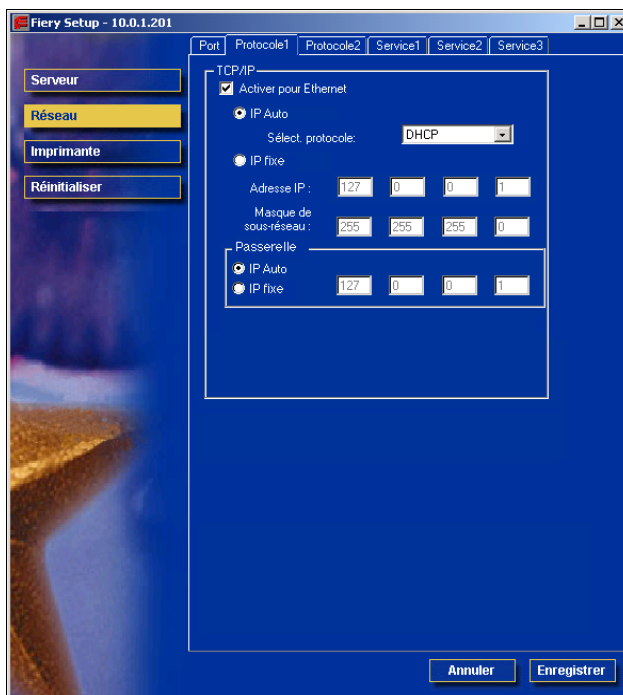 Fiery Setup - 10.0.1.201
Port Protocole1 Protocole2 Service1 Service2 Service3
Serveur
Réseau
Imprimante
Réinitialiser
TCP/IP
Activer pour Ethernet
IP Auto
Sélect. protocole: DHCP
IP fixe
Adresse IP : 127 0 0 1
Masque de
sous-réseau : 255 255 255 0
Passerelle
IP Auto
IP fixe 127 0 0 1
Annuler Enregistrer